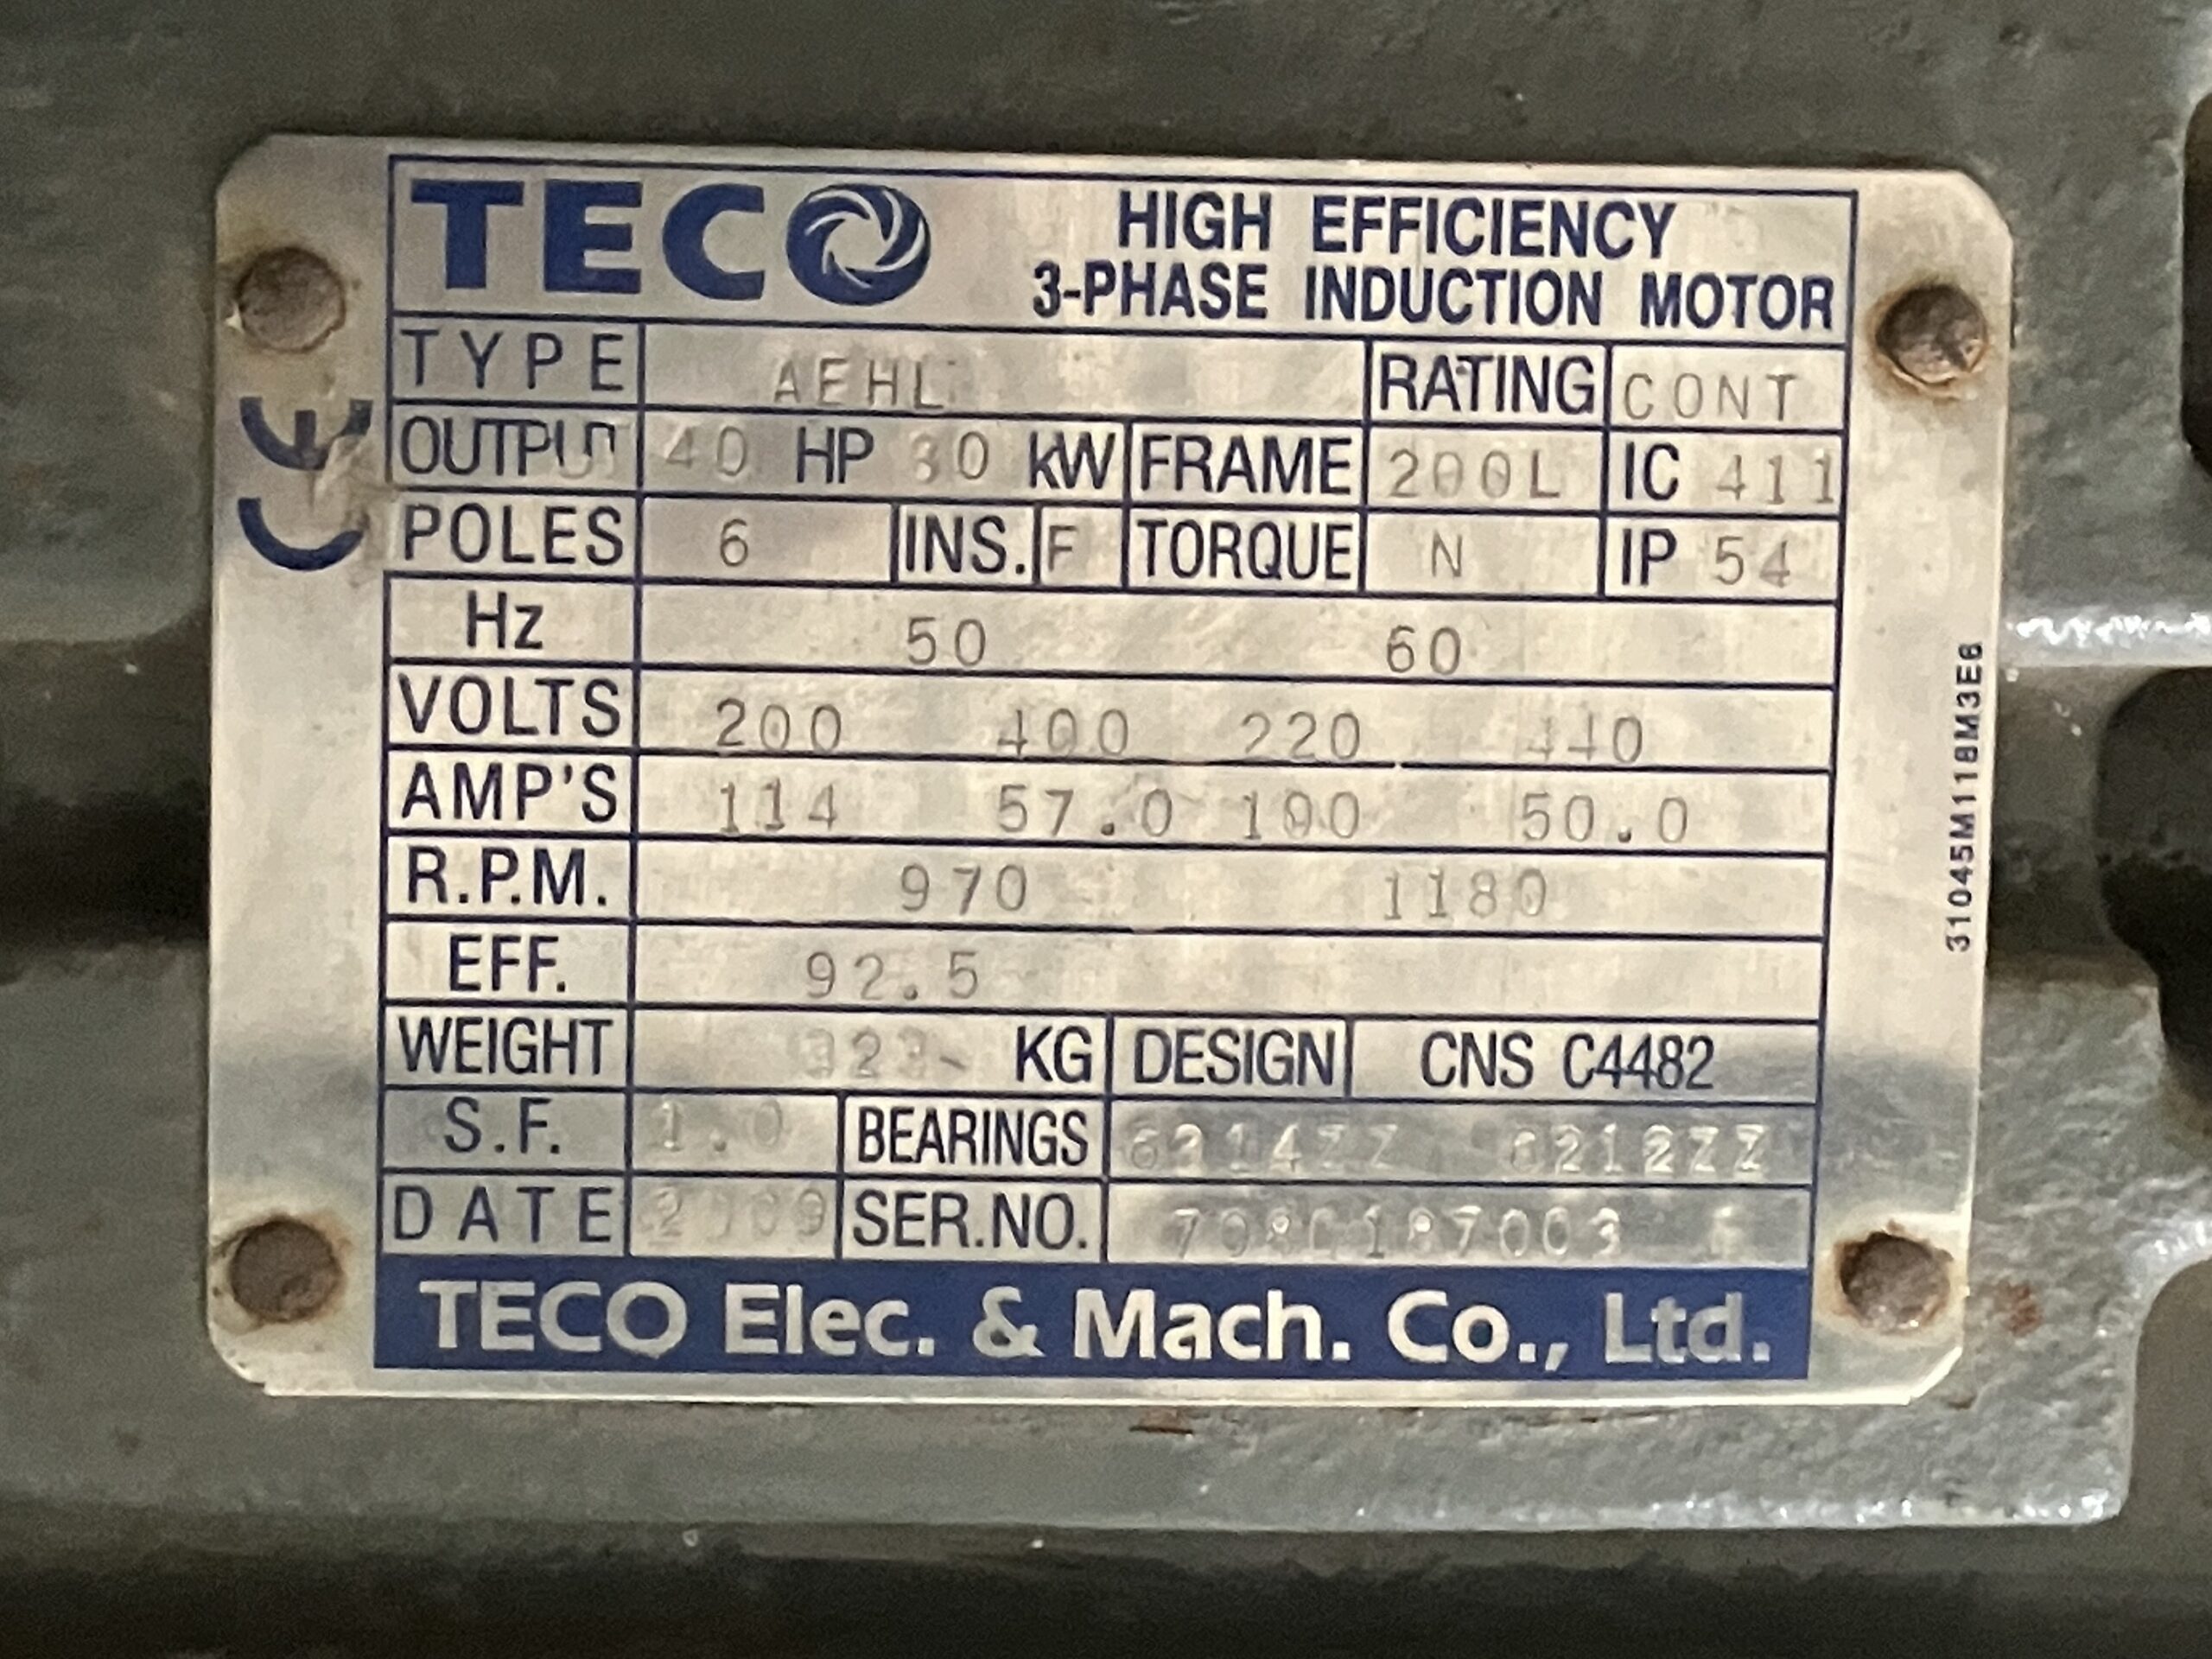 TECO
HIGH EFFICIENCY
3-PHASE INDUCTION MOTOR
CE
TYPE AEHL RATING CONT
OUTPUT 40 HP 30 kW FRAME 200L IC 411
POLES 6 INS. F TORQUE N IP 54
Hz 50 60
VOLTS 200 400 220 440
AMP'S 114 57.0 100 50.0
R.P.M. 970 1180
EFF. 92.5
WEIGHT KG DESIGN CNS C4482
S.F. 1.0 BEARINGS 6212ZZ
DATE 2009 SER.NO.
TECO Elec. & Mach. Co., Ltd.
31045M118M3E6